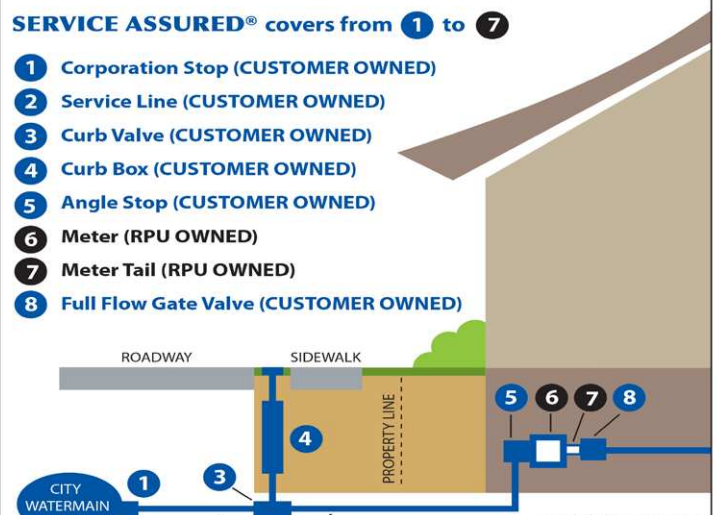 SERVICE ASSURED® covers from 1 to 7
1 Corporation Stop (CUSTOMER OWNED)
2 Service Line (CUSTOMER OWNED)
3 Curb Valve (CUSTOMER OWNED)
4 Curb Box (CUSTOMER OWNED)
5 Angle Stop (CUSTOMER OWNED)
6 Meter (RPU OWNED)
7 Meter Tail (RPU OWNED)
8 Full Flow Gate Valve (CUSTOMER OWNED)
ROADWAY SIDEWALK
PROPERTY LINE
5 6 7 8
4
3
1
CITY
WATERMAIN